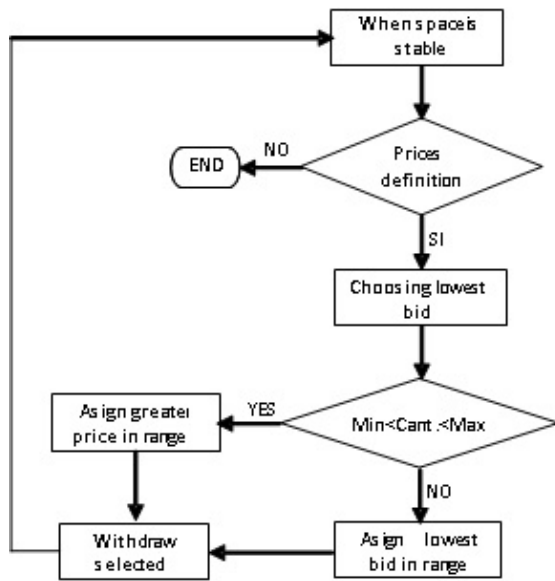 When space is
stable
NO
END
Prices
definition
SI
Choosing lowest
bid
Asign greater
price in range
YES
Min<Cant.<Max
NO
Withdraw
selected
Asign lowest
bid in range